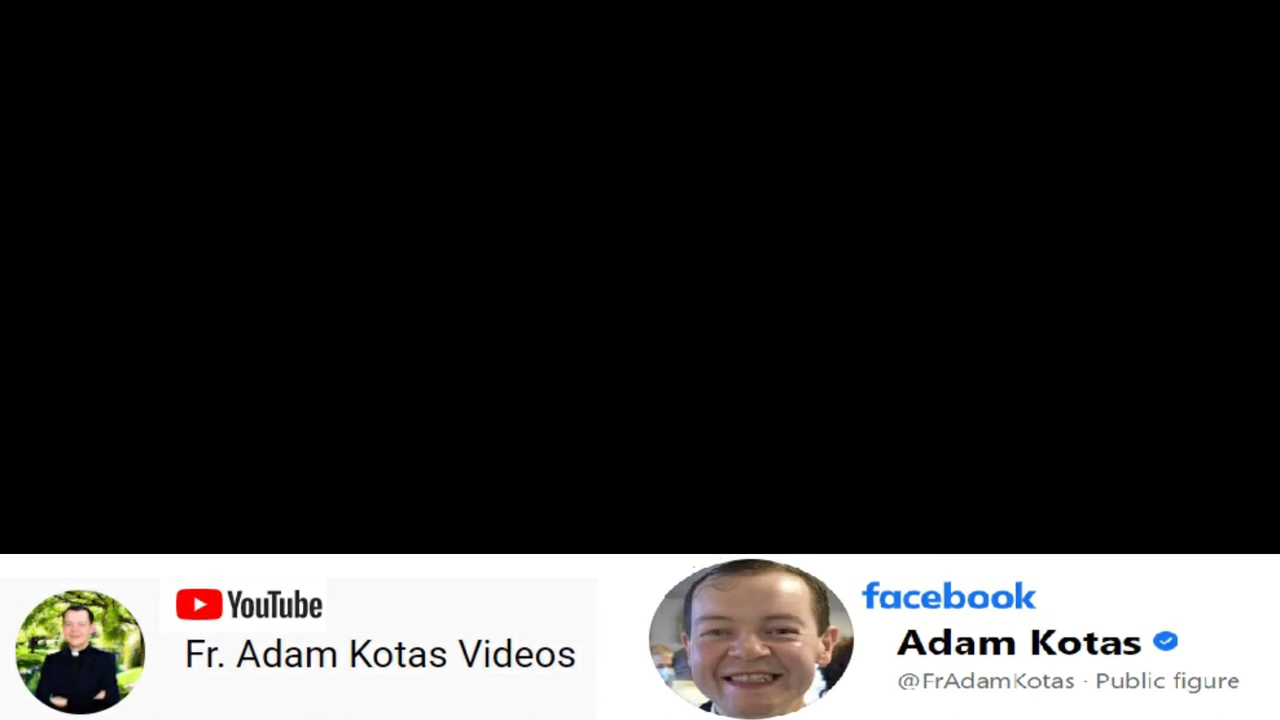 YouTube
Fr. Adam Kotas Videos
facebook
Adam Kotas
@FrAdamKotas · Public figure